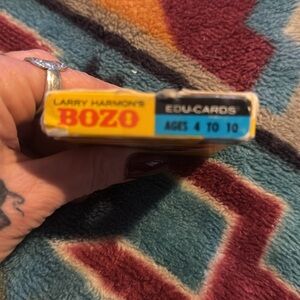 LARRY HARMON'S
BOZO
EDU-CARDS
AGES 4 TO 10